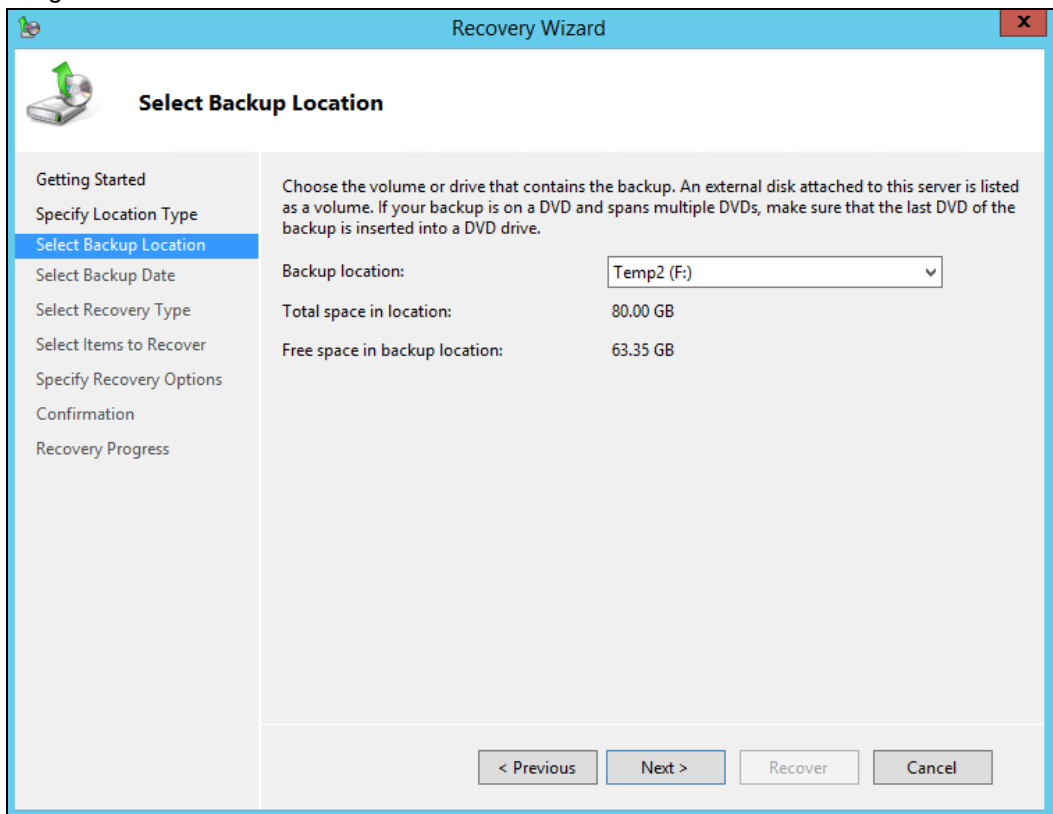 Recovery Wizard
x
Select Backup Location
Getting Started
Specify Location Type
Select Backup Location
Select Backup Date
Select Recovery Type
Select Items to Recover
Specify Recovery Options
Confirmation
Recovery Progress
Choose the volume or drive that contains the backup. An external disk attached to this server is listed
as a volume. If your backup is on a DVD and spans multiple DVDs, make sure that the last DVD of the
backup is inserted into a DVD drive.
Backup location: Temp2 (F:)
Total space in location: 80.00 GB
Free space in backup location: 63.35 GB
< Previous Next > Recover Cancel